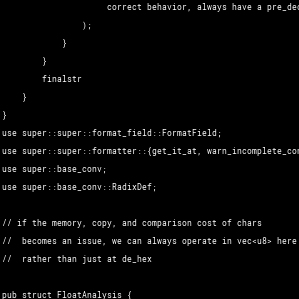 correct behavior, always have a pre_dec
);
}
}
finalstr
}
}
use super::super::format_field::FormatField;
use super::super::formatter::{get_it_at, warn_incomplete_con
use super::base_conv;
use super::base_conv::RadixDef;
// if the memory, copy, and comparison cost of chars
//  becomes an issue, we can always operate in vec<u8> here
//  rather than just at de_hex
pub struct FloatAnalysis {